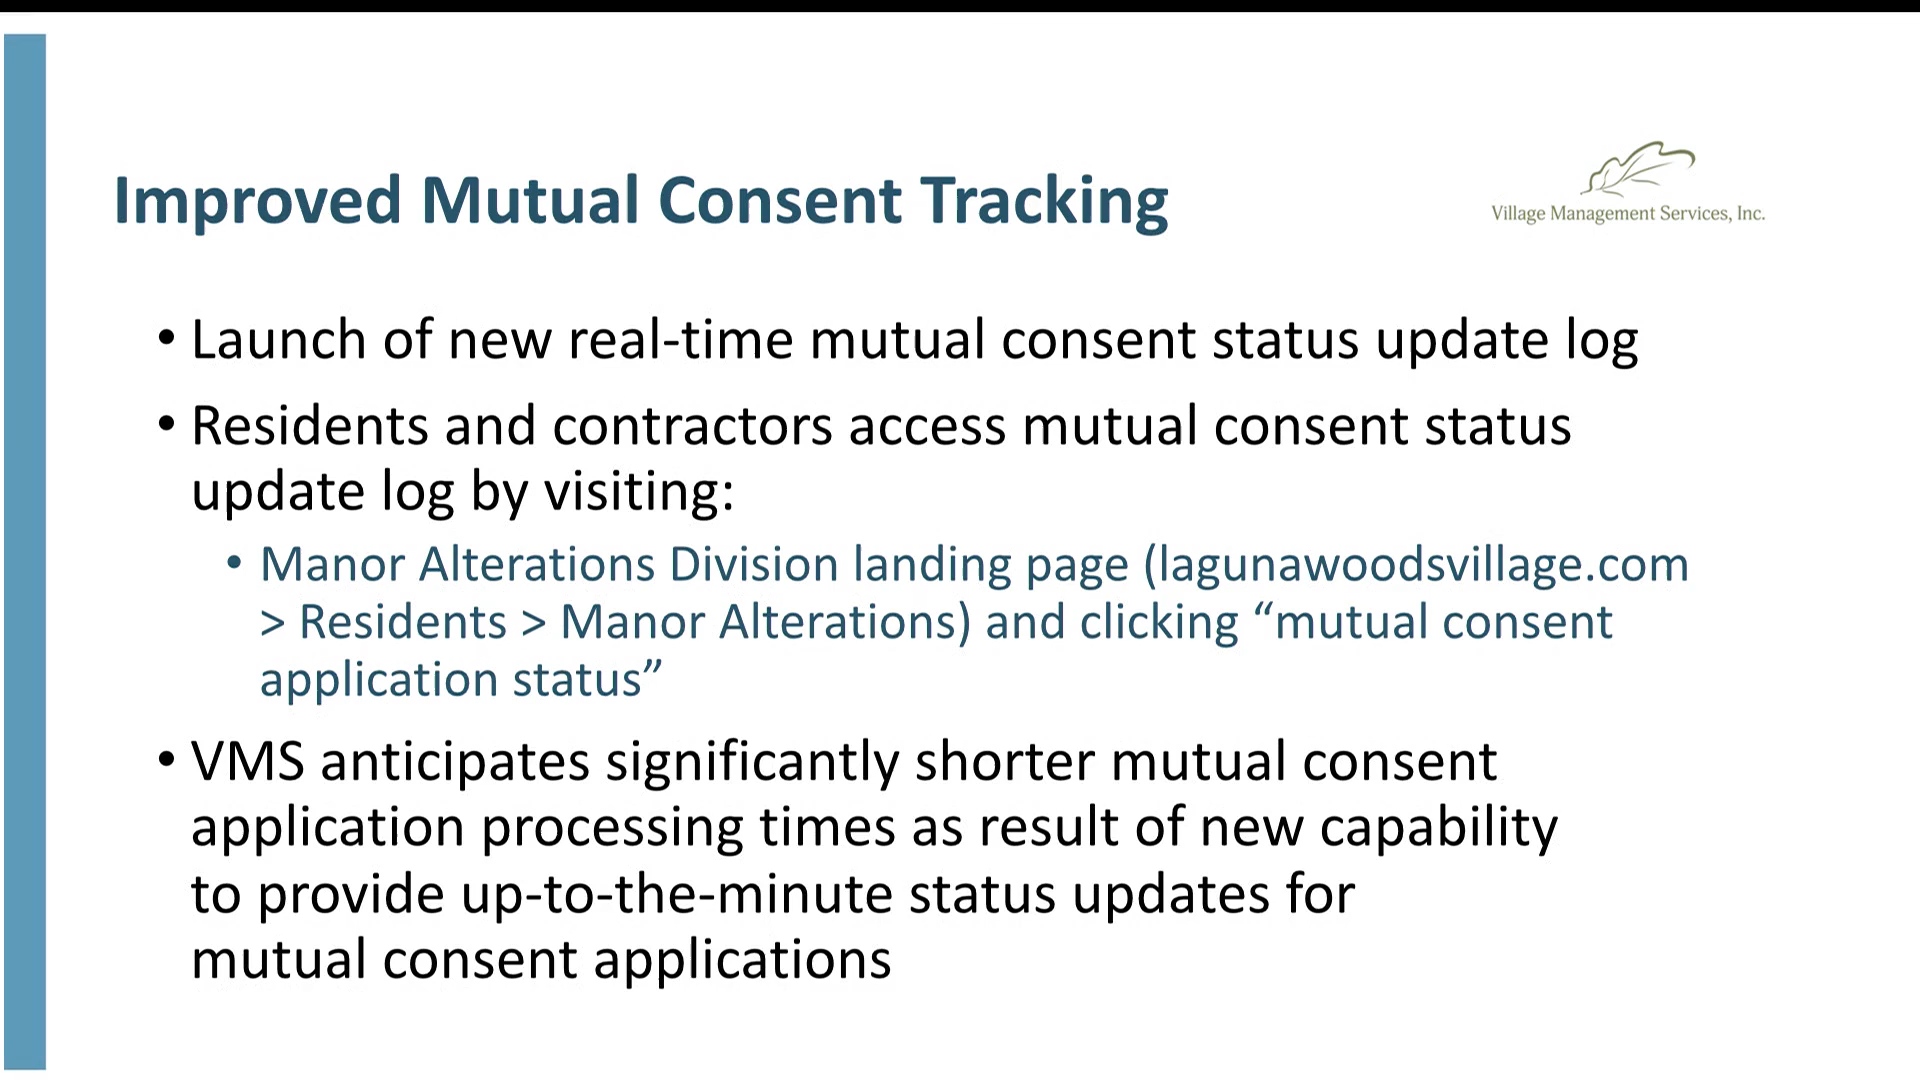 Improved Mutual Consent Tracking
Village Management Services, Inc.
• Launch of new real-time mutual consent status update log
• Residents and contractors access mutual consent status
update log by visiting:
• Manor Alterations Division landing page (lagunawoodsvillage.com
> Residents > Manor Alterations) and clicking “mutual consent
application status”
• VMS anticipates significantly shorter mutual consent
application processing times as result of new capability
to provide up-to-the-minute status updates for
mutual consent applications